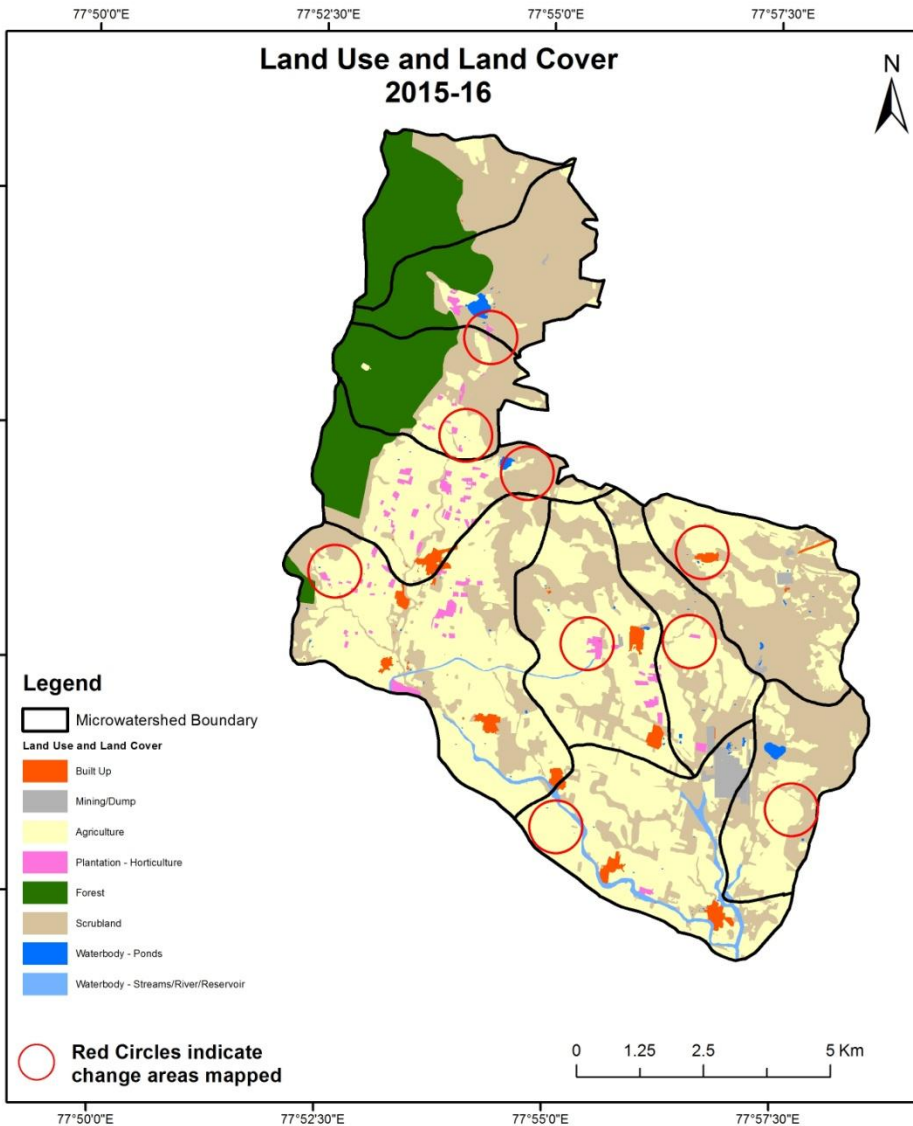 77°50'0"E 77°52'30"E 77°55'0"E 77°57'30"E
Land Use and Land Cover
2015-16
N
Legend
Microwatershed Boundary
Land Use and Land Cover
Built Up
Mining/Dump
Agriculture
Plantation - Horticulture
Forest
Scrubland
Waterbody - Ponds
Waterbody - Streams/River/Reservoir
Red Circles indicate
change areas mapped
0 1.25 2.5 5 Km
77°50'0"E 77°52'30"E 77°55'0"E 77°57'30"E